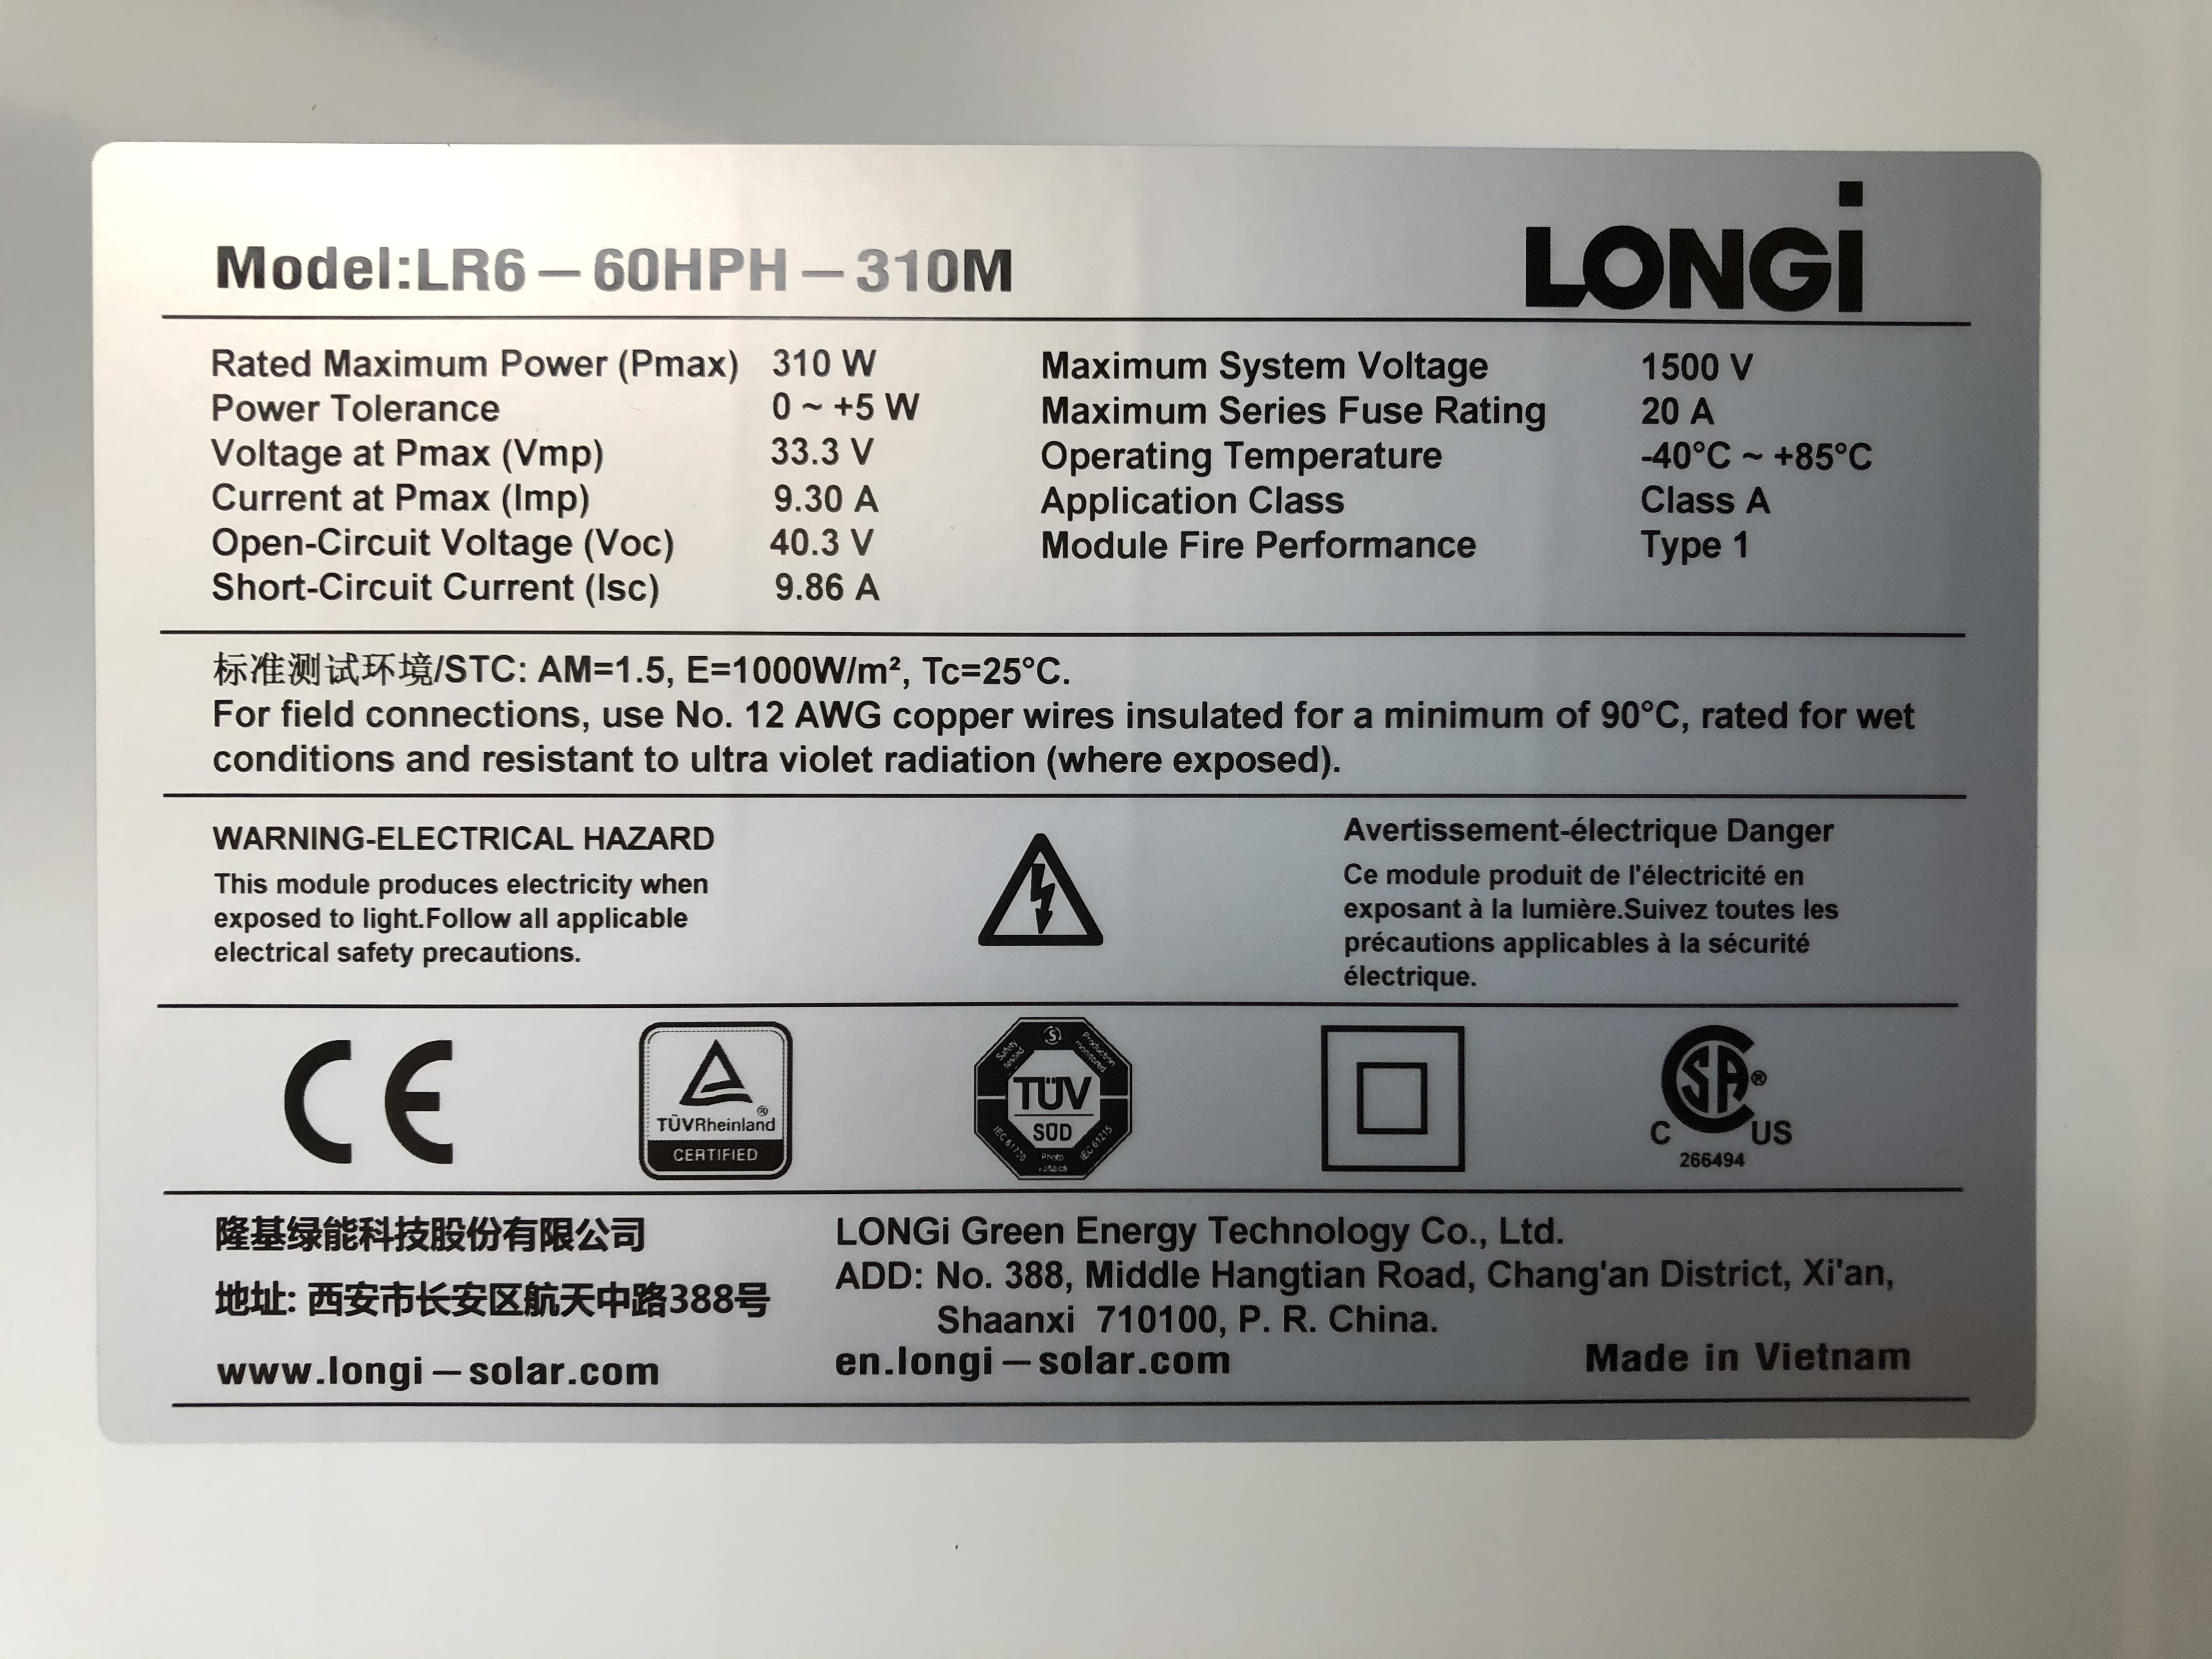 LONGi
Model:LR6-60HPH-310M
Rated Maximum Power (Pmax) 310 W
Power Tolerance 0 ~ +5 W
Voltage at Pmax (Vmp) 33.3 V
Current at Pmax (Imp) 9.30 A
Open-Circuit Voltage (Voc) 40.3 V
Short-Circuit Current (Isc) 9.86 A
Maximum System Voltage 1500 V
Maximum Series Fuse Rating 20 A
Operating Temperature -40°C ~ +85°C
Application Class Class A
Module Fire Performance Type 1
标准测试环境/STC: AM=1.5, E=1000W/m², Tc=25°C.
For field connections, use No. 12 AWG copper wires insulated for a minimum of 90°C, rated for wet
conditions and resistant to ultra violet radiation (where exposed).
WARNING-ELECTRICAL HAZARD
This module produces electricity when
exposed to light.Follow all applicable
electrical safety precautions.
Avertissement-électrique Danger
Ce module produit de l'électricité en
exposant à la lumière.Suivez toutes les
précautions applicables à la sécurité
électrique.
CE
TÜVRheinland ®
CERTIFIED
Safety tested
S
Production monitored
TÜV
SÜD
IEC 61730
Photo
IEC 61215
CSA ®
C US
266494
隆基绿能科技股份有限公司
地址: 西安市长安区航天中路388号
www.longi-solar.com
LONGi Green Energy Technology Co., Ltd.
ADD: No. 388, Middle Hangtian Road, Chang'an District, Xi'an,
Shaanxi 710100, P. R. China.
en.longi-solar.com
Made in Vietnam